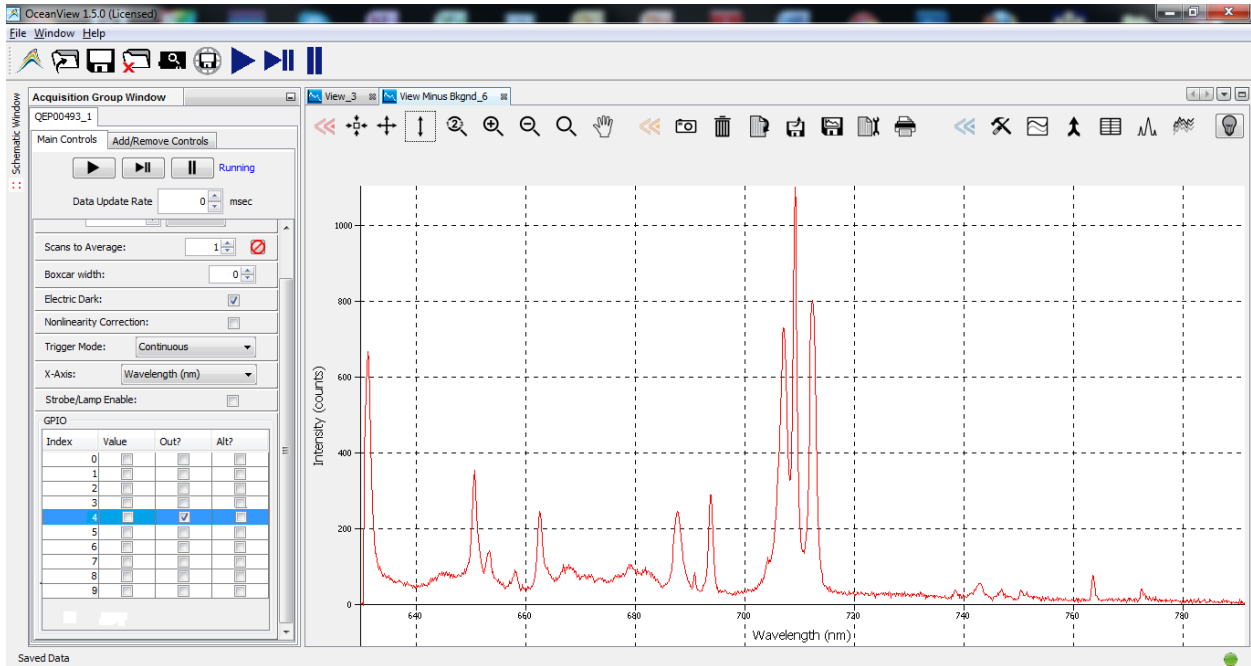 OceanView 1.5.0 (Licensed)
File Window Help
Schematic Window
Acquisition Group Window
QEP00493_1
Main Controls Add/Remove Controls
Running
Data Update Rate 0 msec
Scans to Average: 1
Boxcar width: 0
Electric Dark:
Nonlinearity Correction:
Trigger Mode: Continuous
X-Axis: Wavelength (nm)
Strobe/Lamp Enable:
GPIO
Index Value Out? Alt?
0
1
2
3
4
5
6
7
8
9
View_3 View Minus Bkgnd_6
2
Intensity (counts)
1000
800
600
400
200
0
640 660 680 700 720 740 760 780
Wavelength (nm)
Saved Data